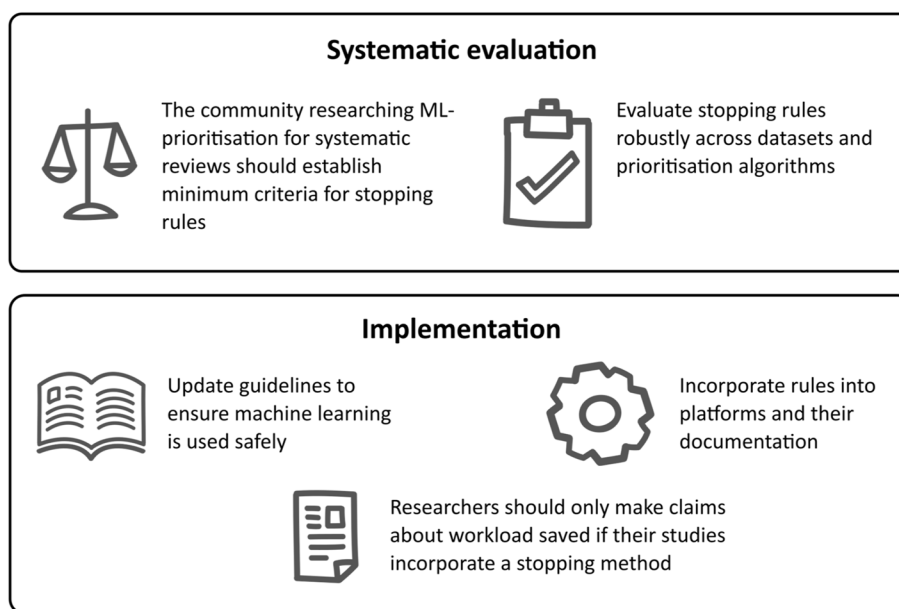 Systematic evaluation
The community researching ML-
prioritisation for systematic
reviews should establish
minimum criteria for stopping
rules
Evaluate stopping rules
robustly across datasets and
prioritisation algorithms
Implementation
Update guidelines to
ensure machine learning
is used safely
Incorporate rules into
platforms and their
documentation
Researchers should only make claims
about workload saved if their studies
incorporate a stopping method